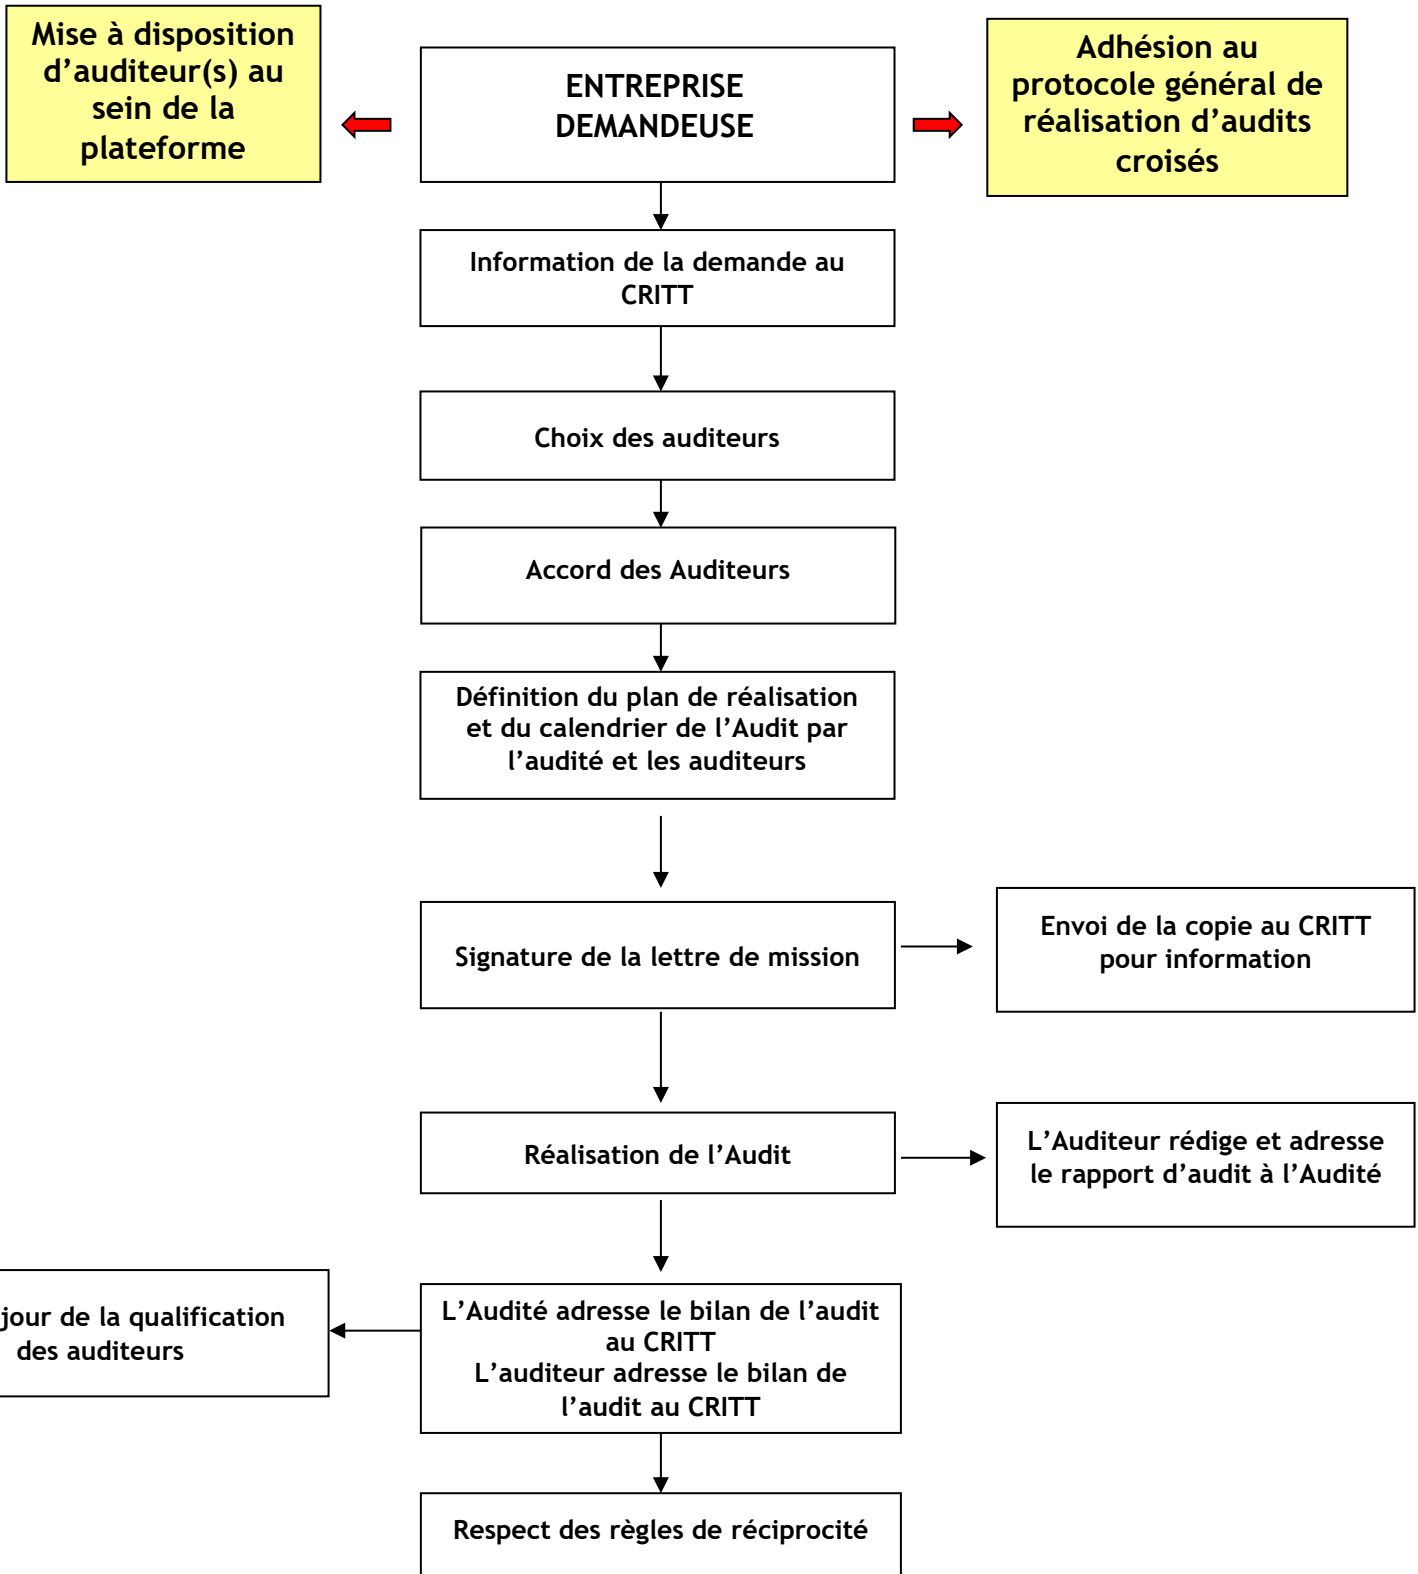 Mise à disposition
d’auditeur(s) au
sein de la
plateforme
ENTREPRISE
DEMANDEUSE
Adhésion au
protocole général de
réalisation d’audits
croisés
Information de la demande au
CRITT
Choix des auditeurs
Accord des Auditeurs
Définition du plan de réalisation
et du calendrier de l’Audit par
l’audité et les auditeurs
Signature de la lettre de mission
Envoi de la copie au CRITT
pour information
Réalisation de l’Audit
L’Auditeur rédige et adresse
le rapport d’audit à l’Audité
jour de la qualification
des auditeurs
L’Audité adresse le bilan de l’audit
au CRITT
L’auditeur adresse le bilan de
l’audit au CRITT
Respect des règles de réciprocité